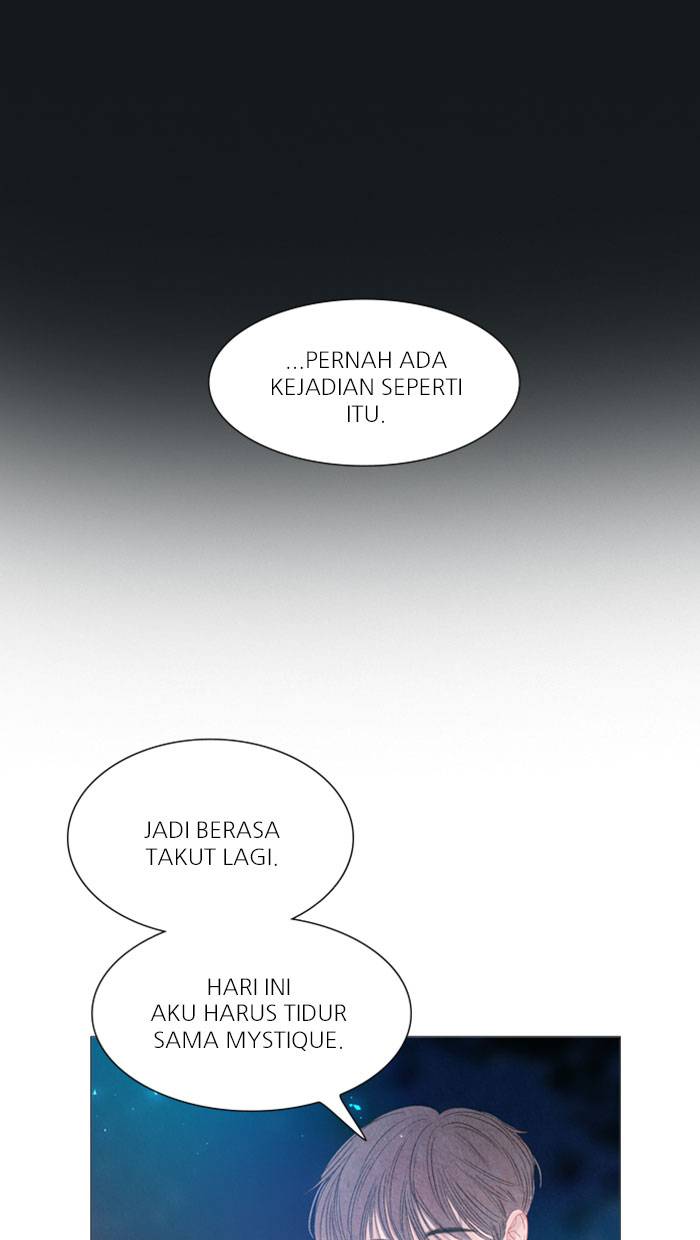 ...PERNAH ADA
KEJADIAN SEPERTI
ITU.
JADI BERASA
TAKUT LAGI.
HARI INI
AKU HARUS TIDUR
SAMA MYSTIQUE.